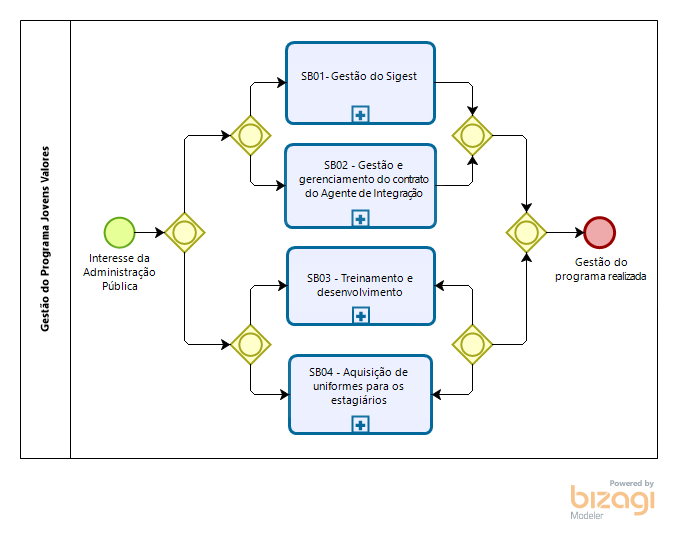 Gestão do Programa Jovens Valores
SB01- Gestão do Sigest
SB02 - Gestão e
gerenciamento do contrato
do Agente de Integração
Interesse da
Administração
Pública
SB03 - Treinamento e
desenvolvimento
Gestão do
programa realizada
SB04 - Aquisição de
uniformes para os
estagiários
Powered by
bizagi
Modeler